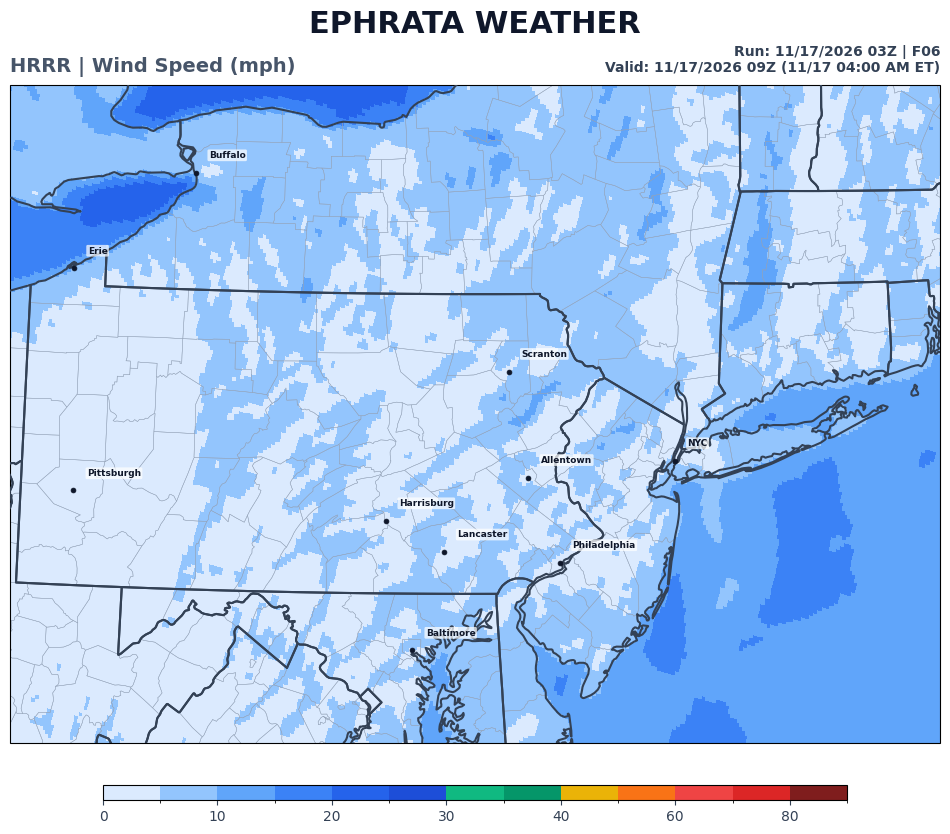 EPHRATA WEATHER
HRRR | Wind Speed (mph)
Run: 11/17/2026 03Z | F06
Valid: 11/17/2026 09Z (11/17 04:00 AM ET)
Buffalo
Erie
Scranton
NYC
Allentown
Pittsburgh
Harrisburg
Lancaster
Philadelphia
Baltimore
0 10 20 30 40 50 60 70 80